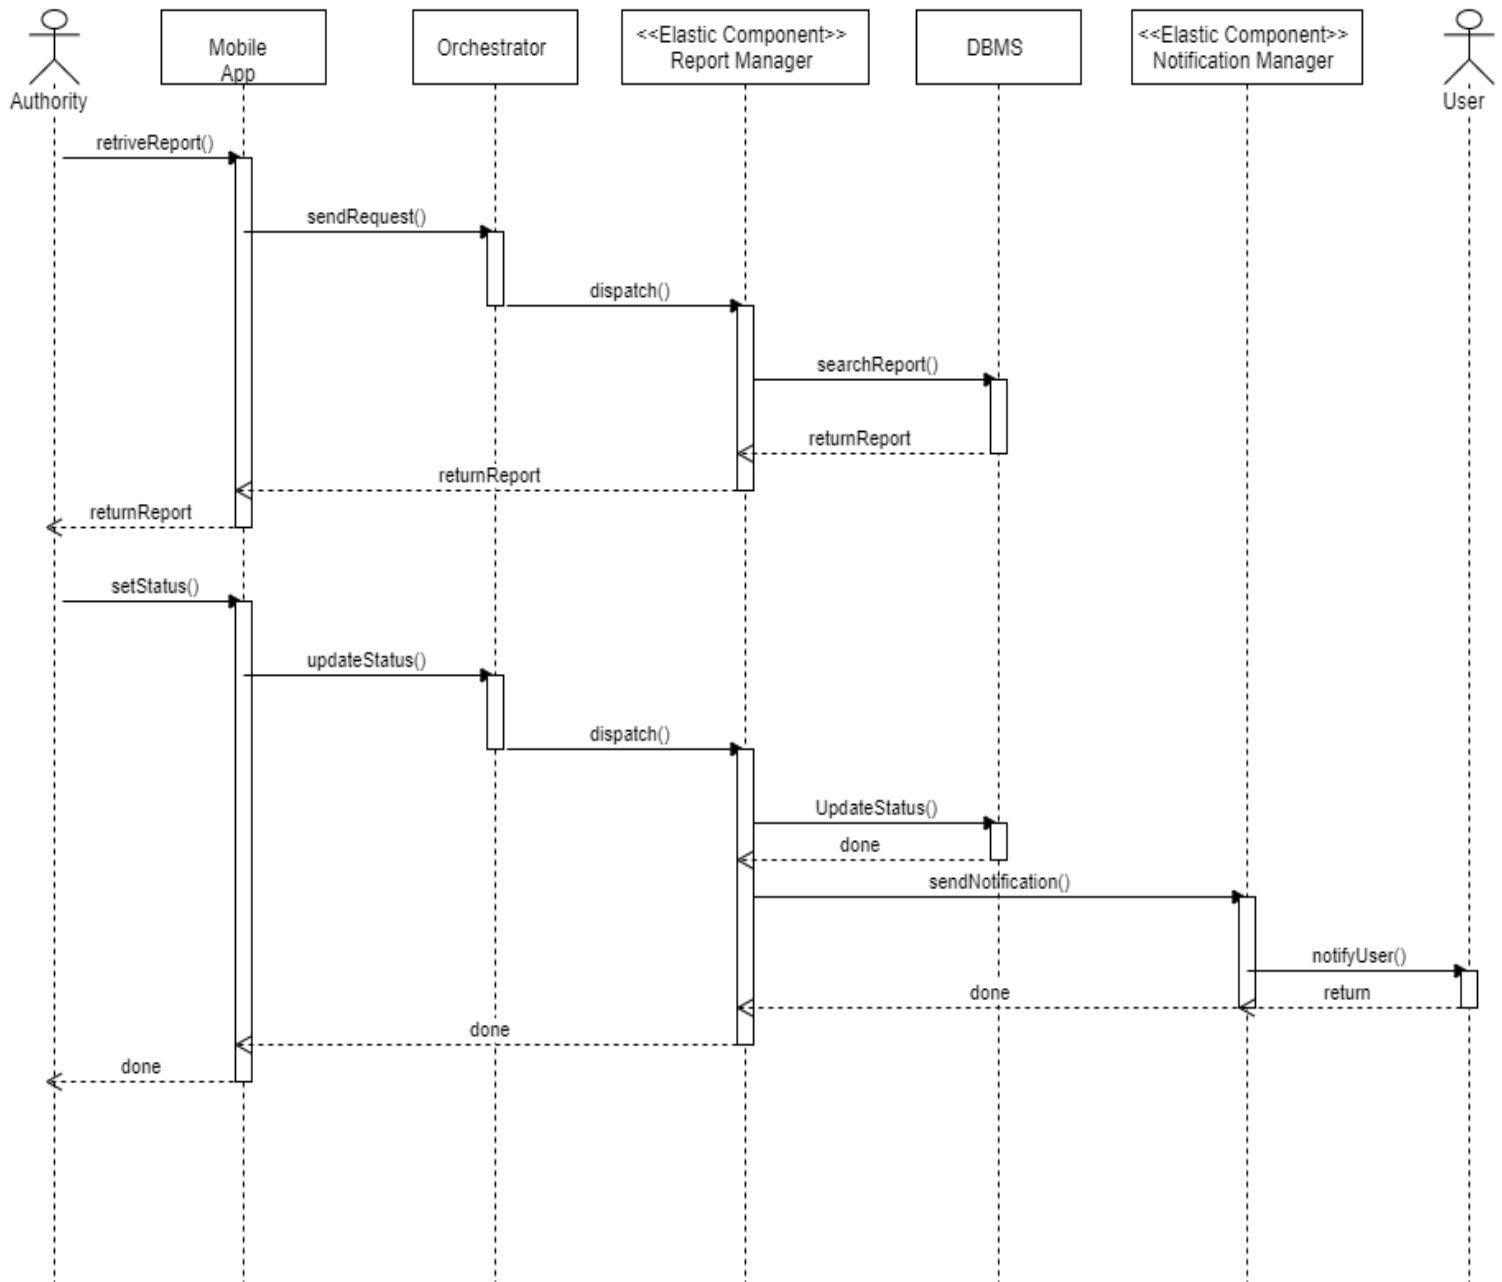 Authority
Mobile
App
Orchestrator
<<Elastic Component>>
Report Manager
DBMS
<<Elastic Component>>
Notification Manager
User
retriveReport()
sendRequest()
dispatch()
searchReport()
returnReport
returnReport
returnReport
setStatus()
updateStatus()
dispatch()
UpdateStatus()
done
sendNotification()
notifyUser()
return
done
done
done